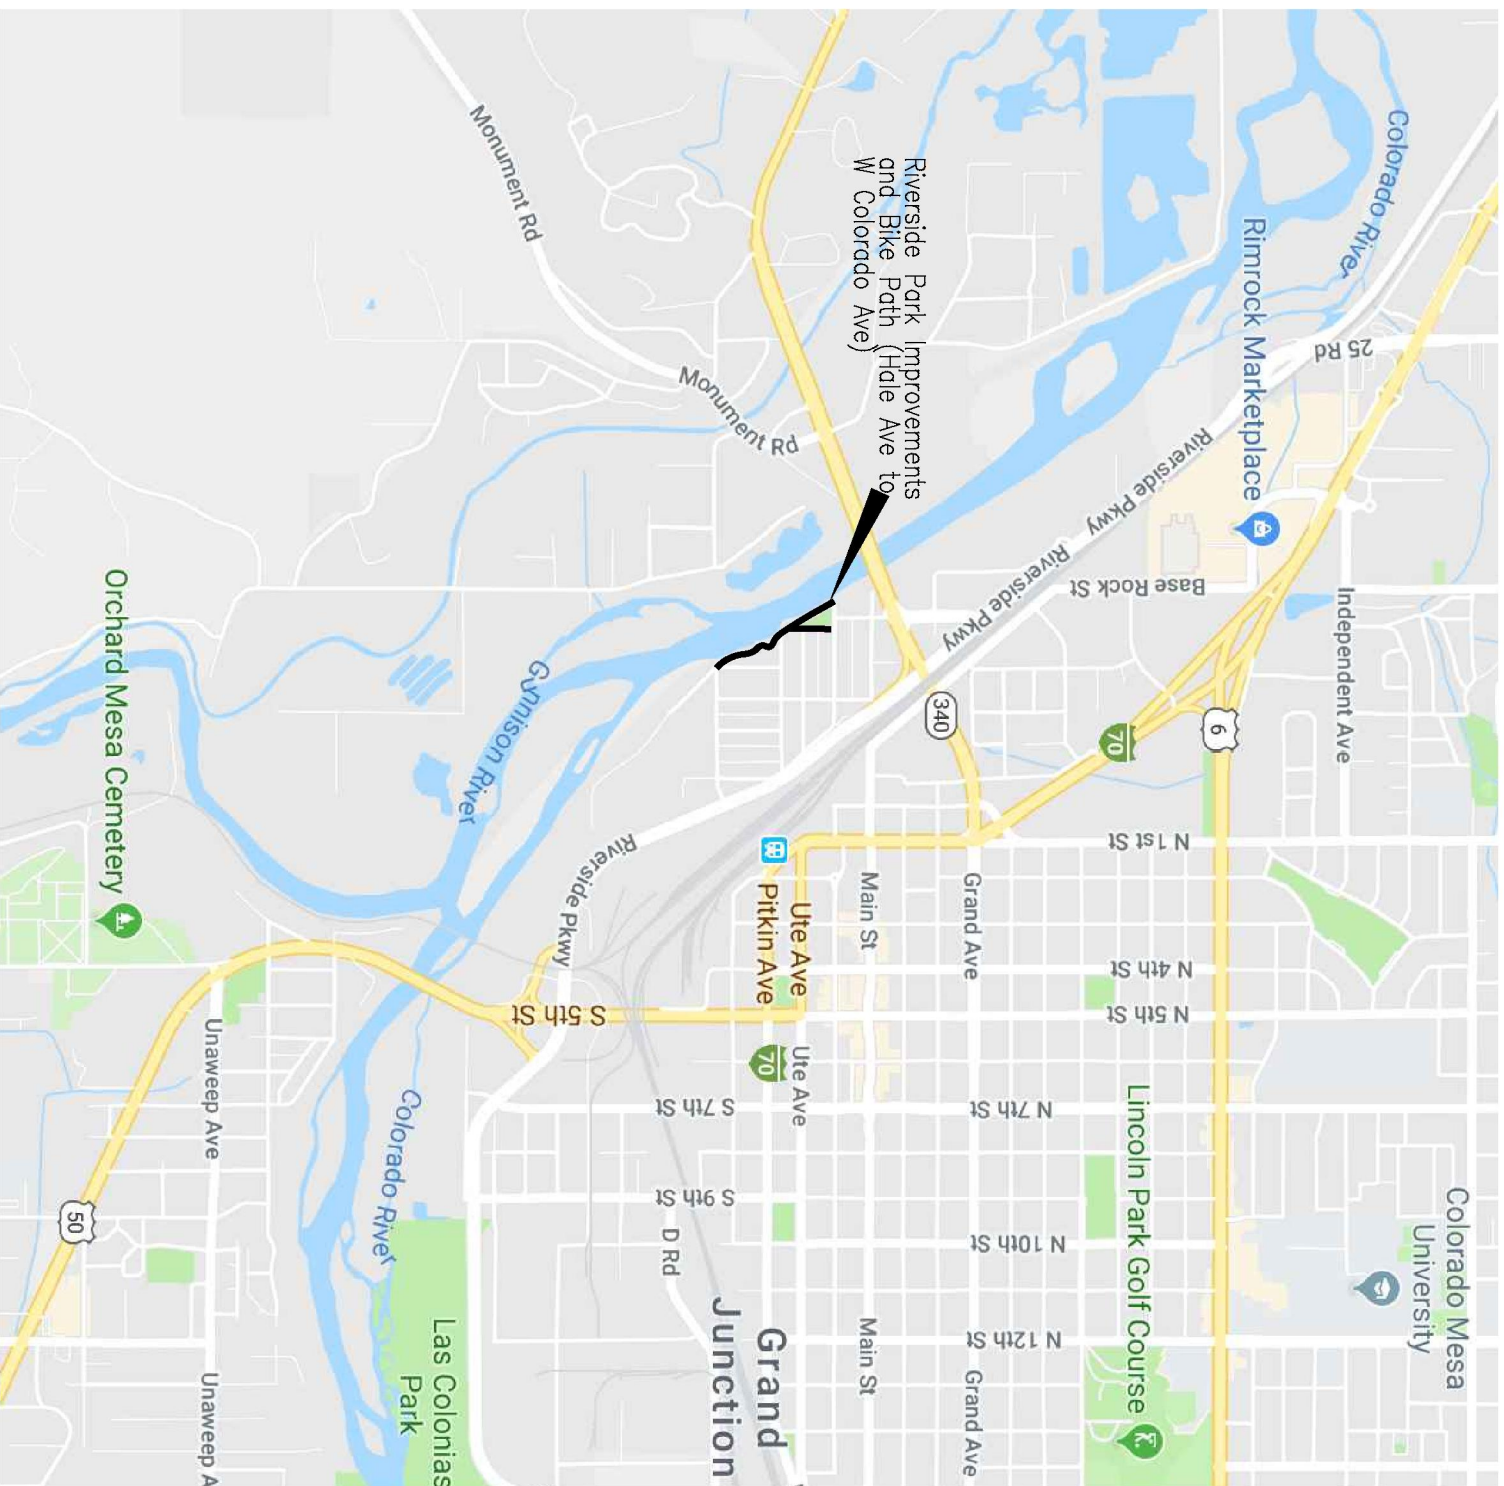 Riverside Park Improvements
and Bike Path (Hale Ave to
W Colorado Ave)
Colorado River
Rimrock Marketplace
25 Rd
Riverside Pkwy
Riverside Pkwy
Riverside Pkwy
Base Rock St
Independent Ave
Monument Rd
Monument Rd
340
70
6
N 1st St
Gunnison River
Orchard Mesa Cemetery
Riverside Pkwy
Pitkin Ave
Ute Ave
Main St
Grand Ave
N 4th St
N 5th St
S 5th St
70
Ute Ave
S 7th St
N 7th St
Unaweep Ave
Colorado River
S 9th St
D Rd
N 10th St
Lincoln Park Golf Course
Colorado Mesa
University
50
N 12th St
Main St
Grand Ave
Grand
Junction
Las Colonias
Park
Unaweep A